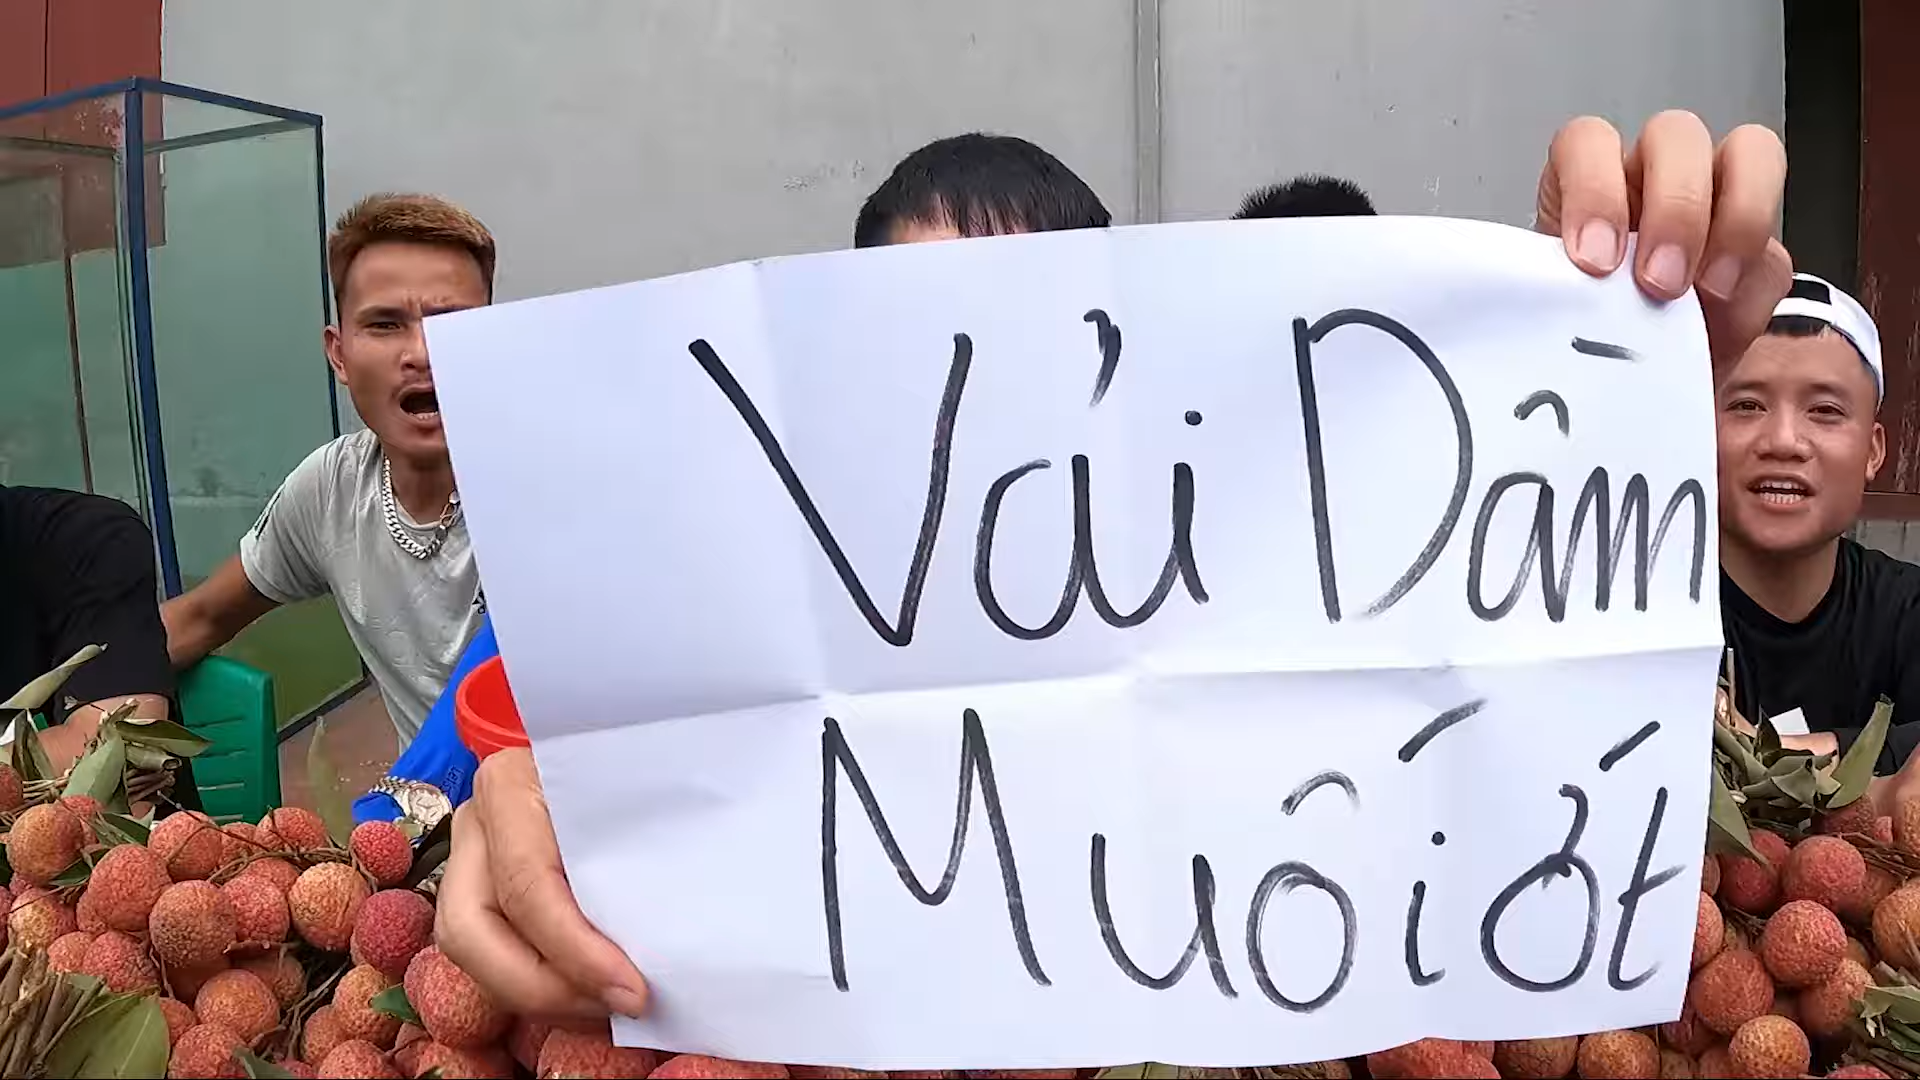 Vải Dầm
Muối ớt